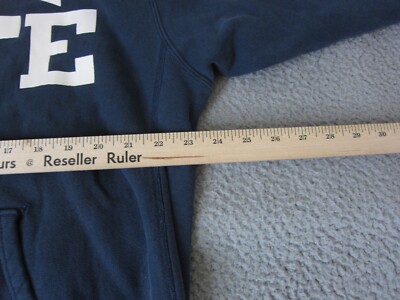 TE
17 18 19 20 21 22 23 24 25 26 27 28 29 30
urs @ Reseller Ruler